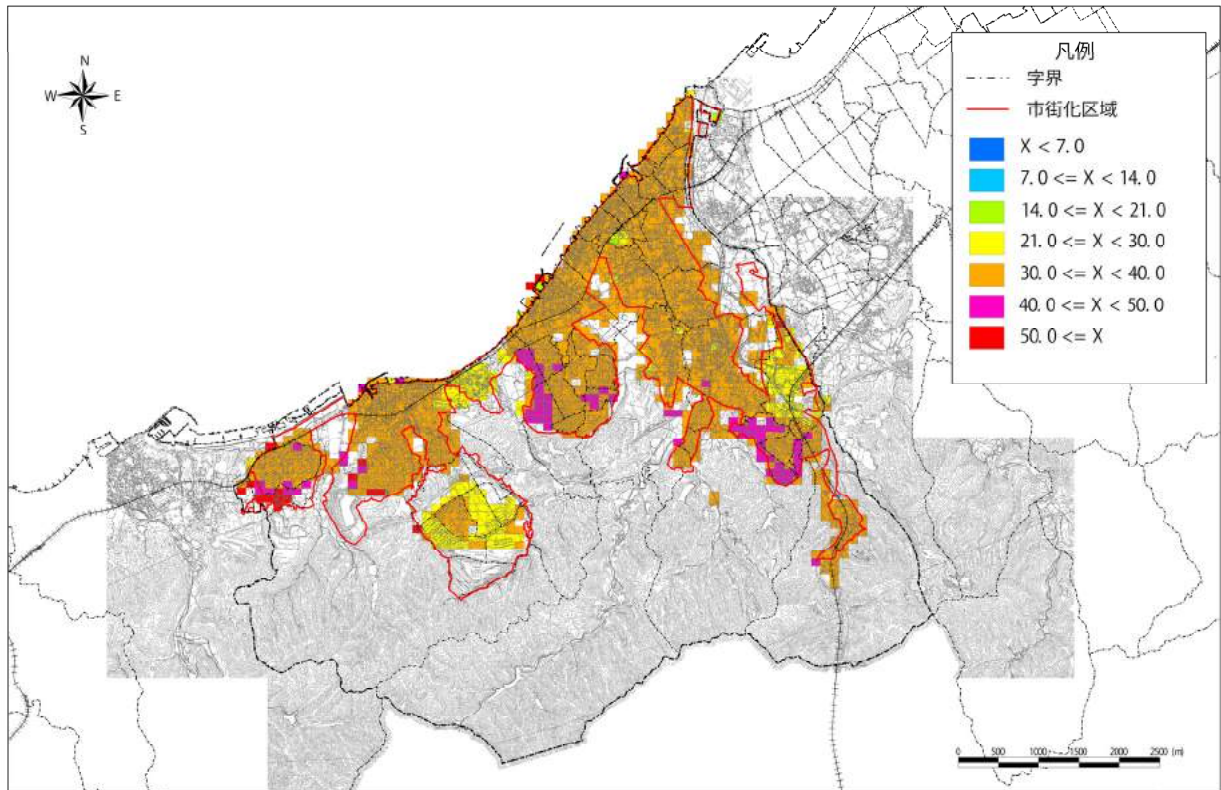 N
W E
S
凡例
字界
市街化区域
X < 7.0
7.0 <= X < 14.0
14.0 <= X < 21.0
21.0 <= X < 30.0
30.0 <= X < 40.0
40.0 <= X < 50.0
50.0 <= X
0 500 1000 1500 2000 2500 (m)